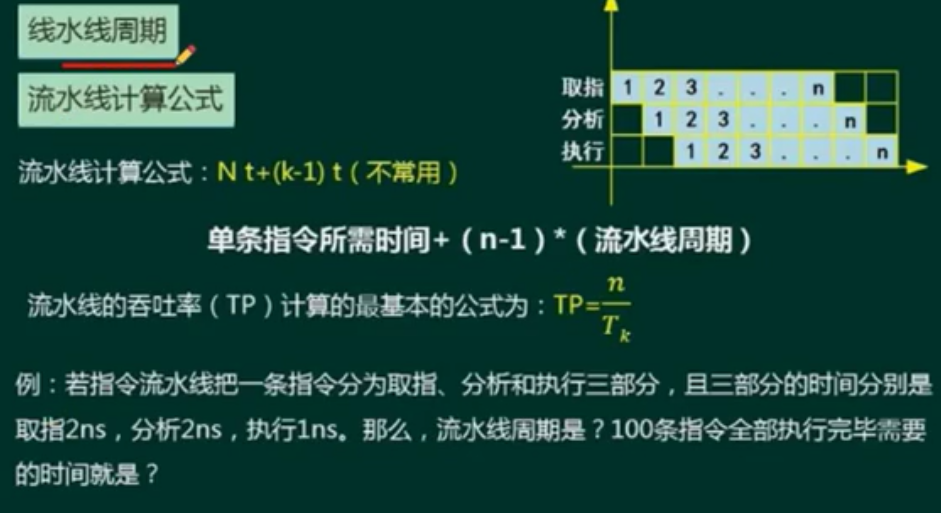 线水线周期
流水线计算公式
取指 1 2 3 . . . n
分析 1 2 3 . . . n
执行 1 2 3 . . . n
流水线计算公式：N t+(k-1) t（不常用）
单条指令所需时间+（n-1）*（流水线周期）
流水线的吞吐率（TP）计算的最基本的公式为：TP=n/T_k
例：若指令流水线把一条指令分为取指、分析和执行三部分，且三部分的时间分别是
取指2ns，分析2ns，执行1ns。那么，流水线周期是？100条指令全部执行完毕需要
的时间就是？